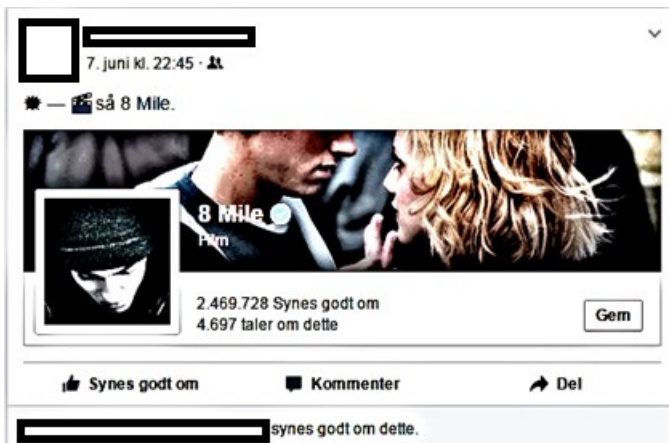 7. juni kl. 22:45 ·
— så 8 Mile.
8 Mile
Film
2.469.728 Synes godt om
4.697 taler om dette
Gem
Synes godt om
Kommenter
Del
synes godt om dette.